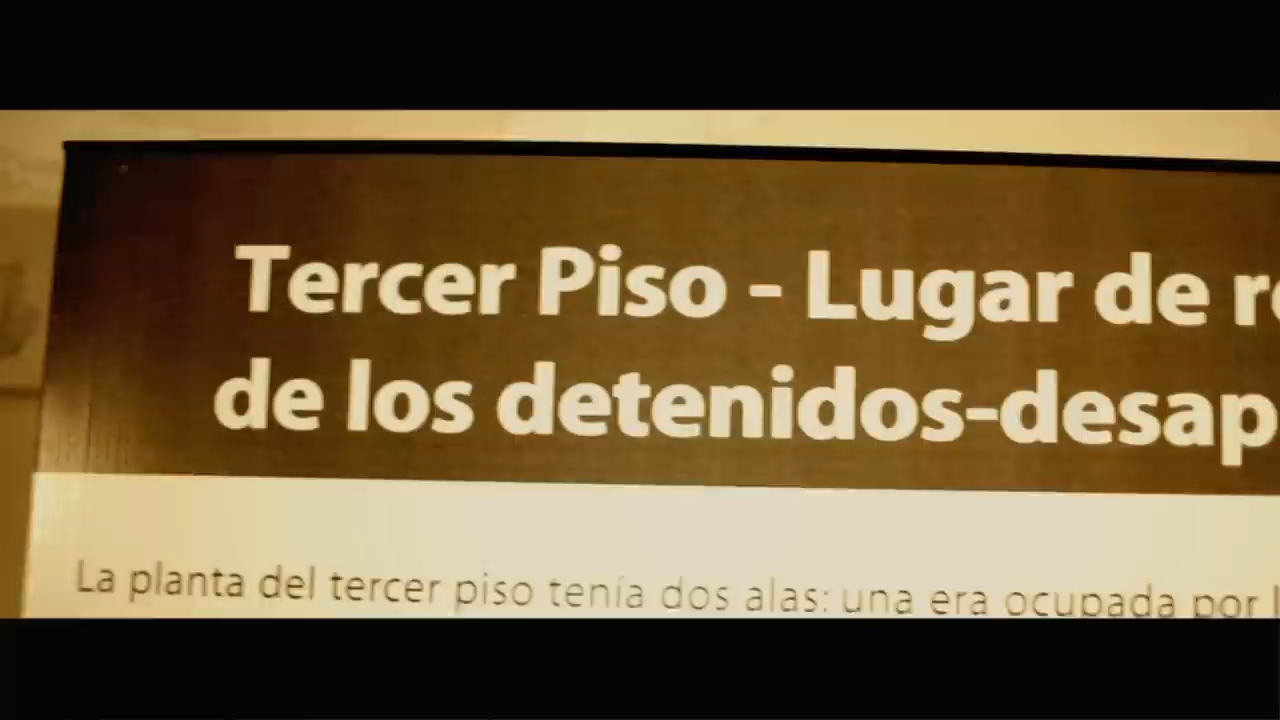 Tercer Piso - Lugar de
de los detenidos-desap
La planta del tercer piso tenía dos alas: una era ocupada por